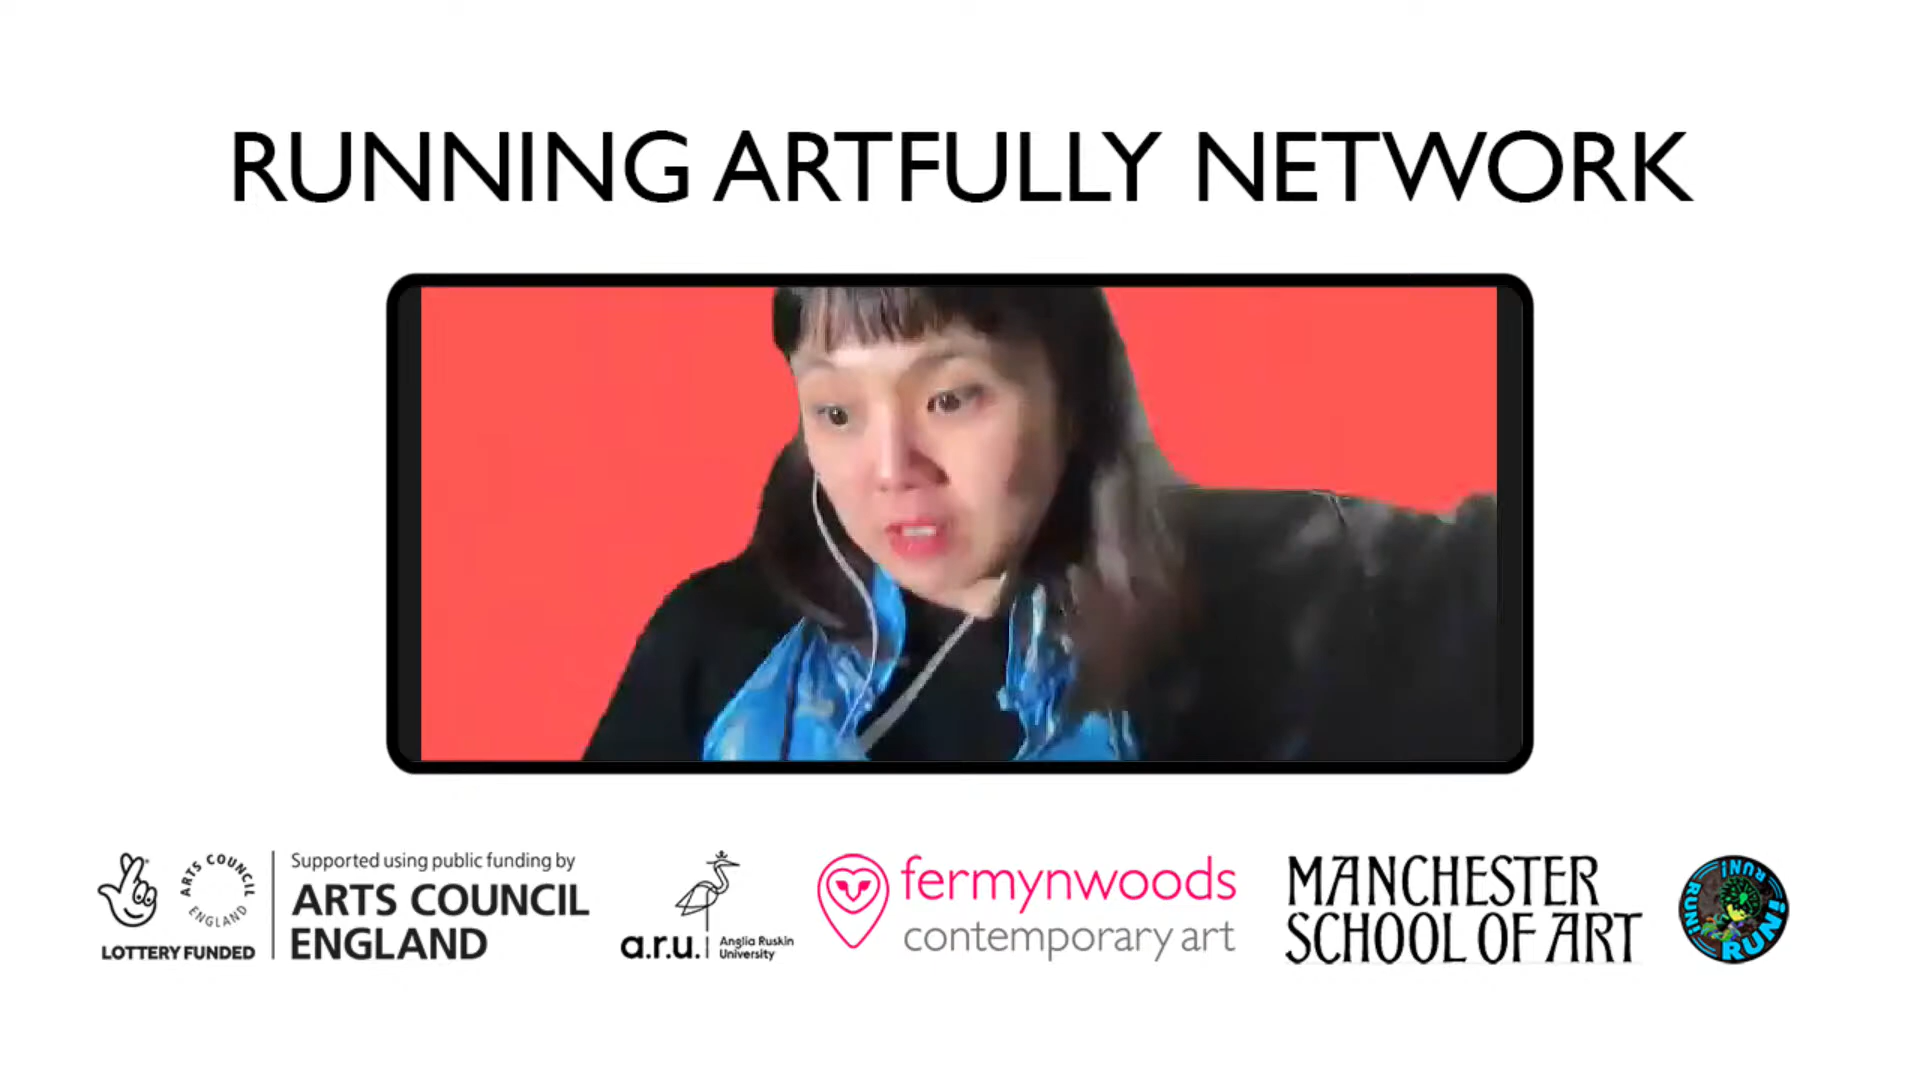 RUNNING ARTFULLY NETWORK
ARTS COUNCIL
ENGLAND
LOTTERY FUNDED
Supported using public funding by
ARTS COUNCIL
ENGLAND
a.r.u.
Anglia Ruskin
University
fermynwoods
contemporary art
MANCHESTER
SCHOOL OF ART
RUN!
RUN!
RUN!